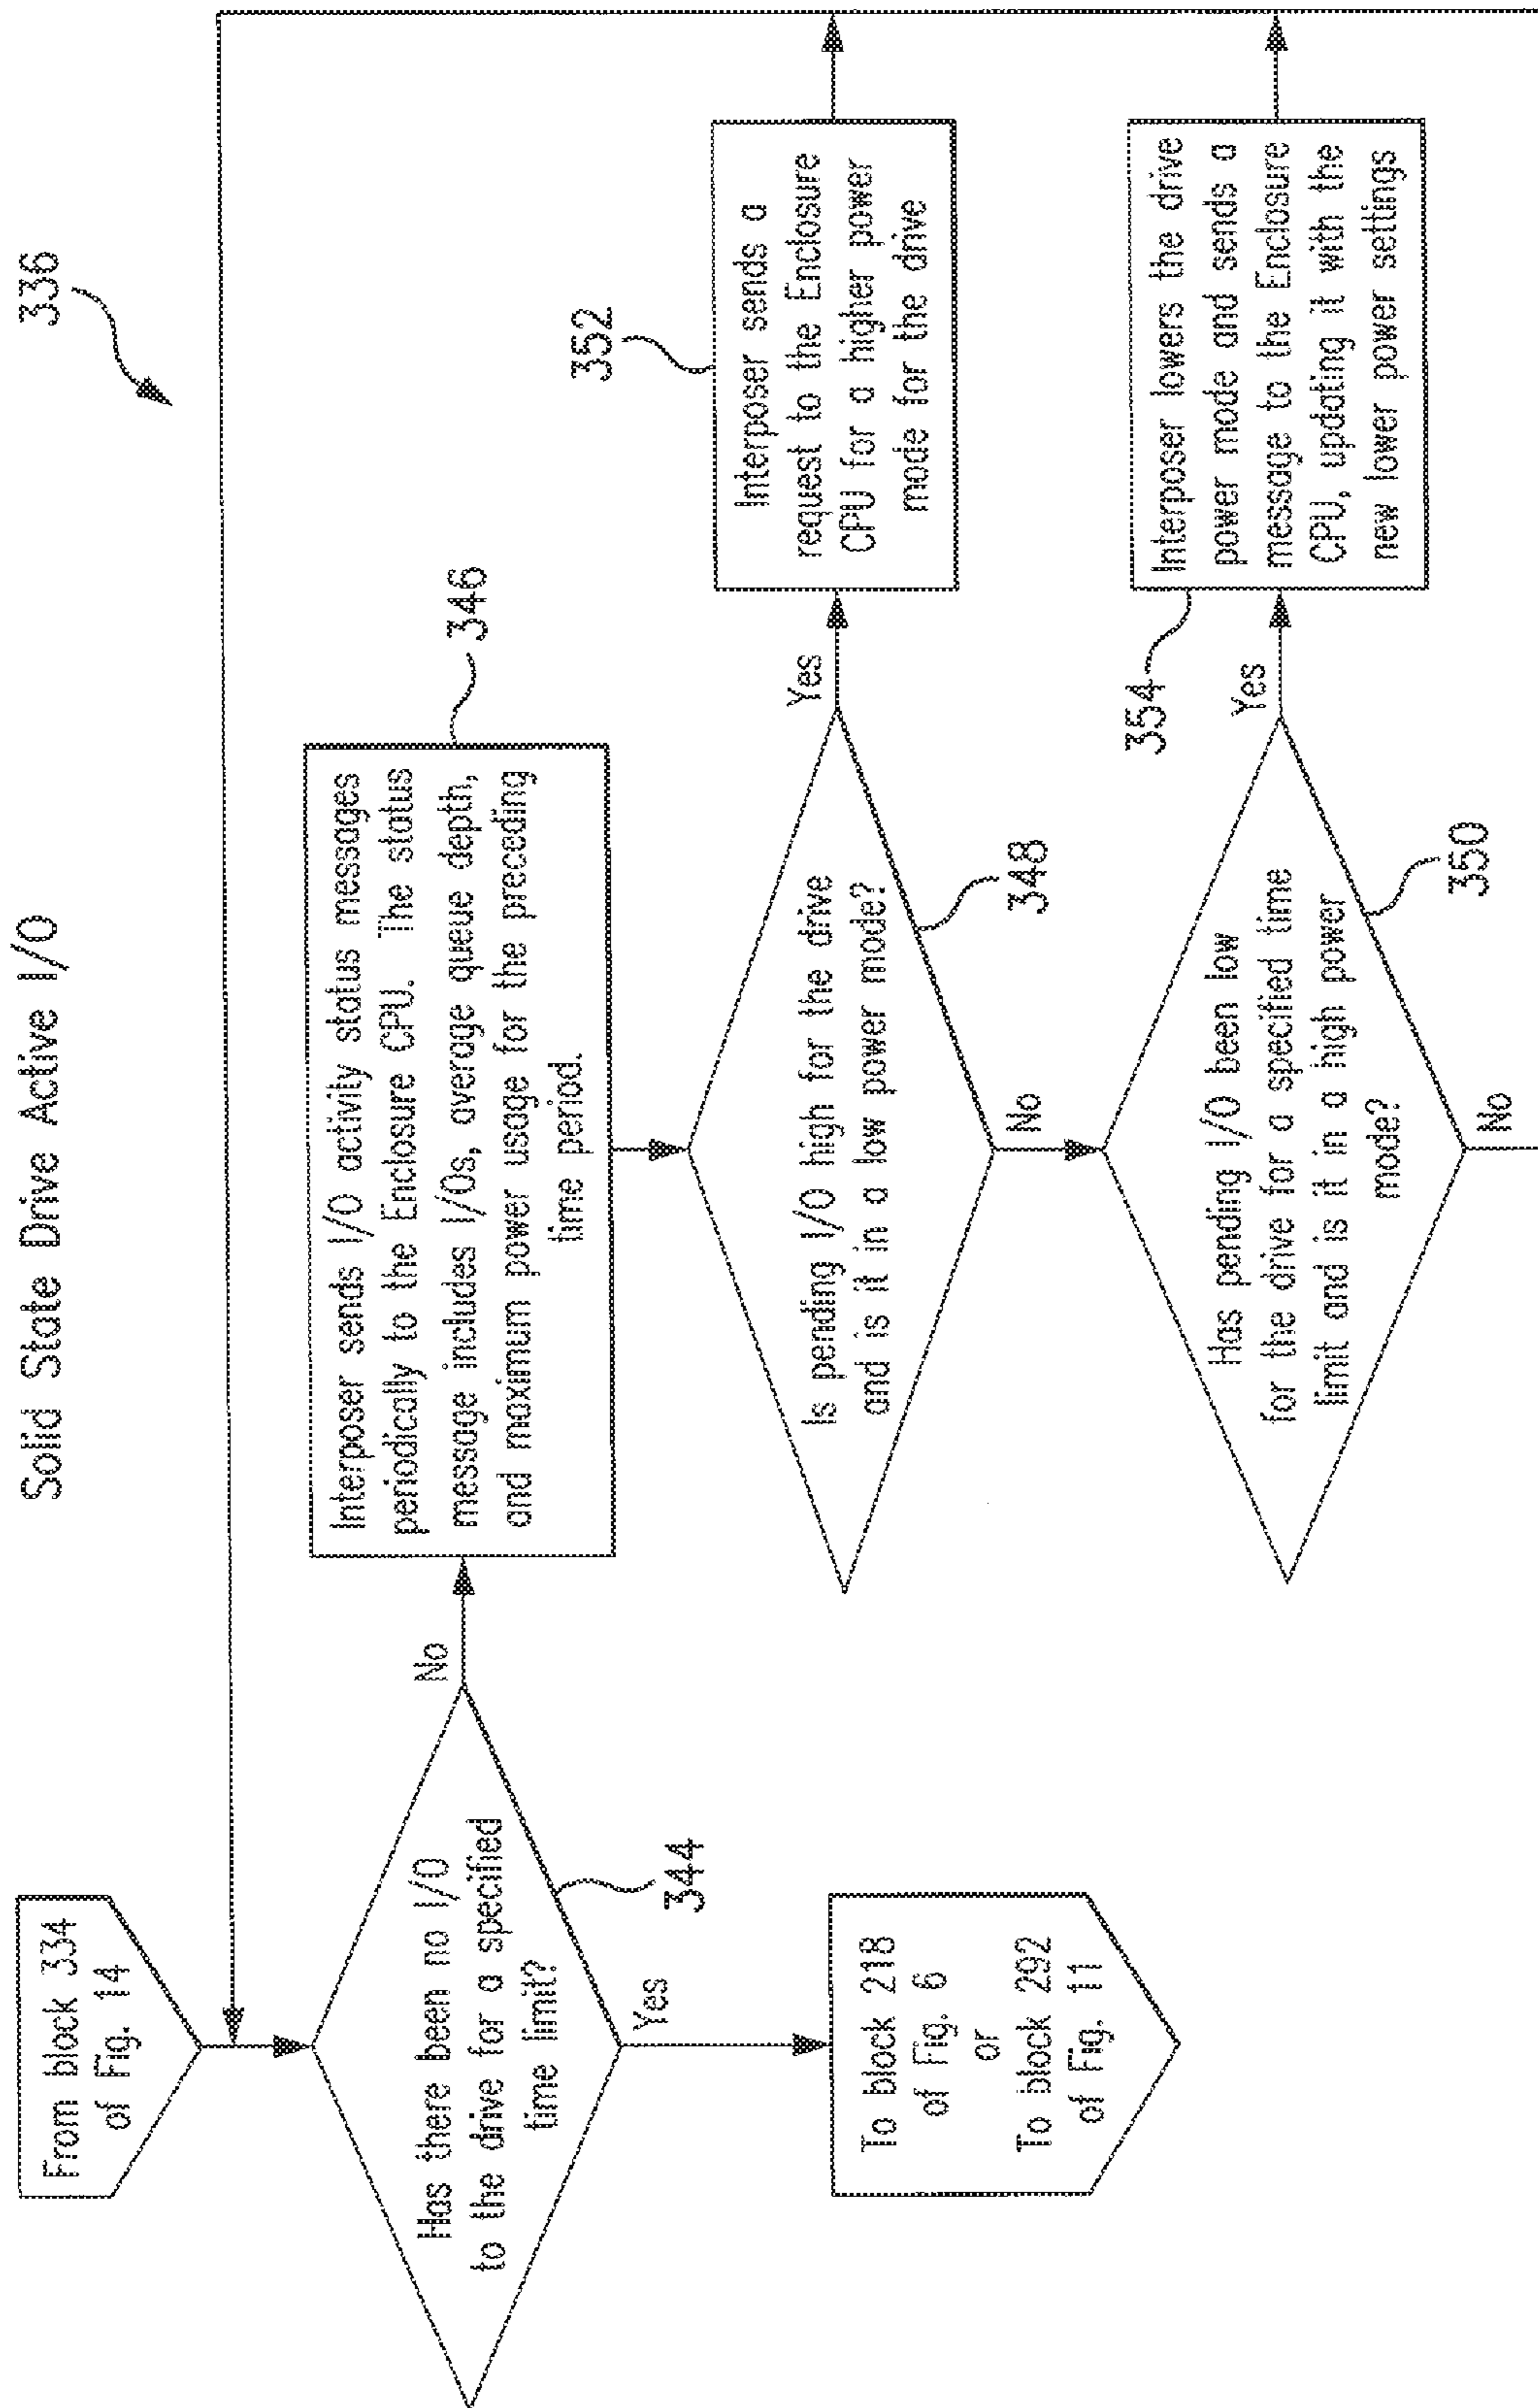 Solid State Drive Active I/O
336
From block 334
of Fig. 14
Has there been no I/O
to the drive for a specified
time limit?
344
No
Yes
To block 218
of Fig. 6
or
To block 292
of Fig. 11
Interposer sends I/O activity status messages
periodically to the Enclosure CPU. The status
message includes I/Os, average queue depth,
and maximum power usage for the preceding
time period.
346
Is pending I/O high for the drive
and is it in a low power mode?
348
Yes
No
Interposer sends a
request to the Enclosure
CPU for a higher power
mode for the drive
352
Has pending I/O been low
for the drive for a specified time
limit and is it in a high power
mode?
350
Yes
No
Interposer lowers the drive
power mode and sends a
message to the Enclosure
CPU, updating it with the
new lower power settings
354